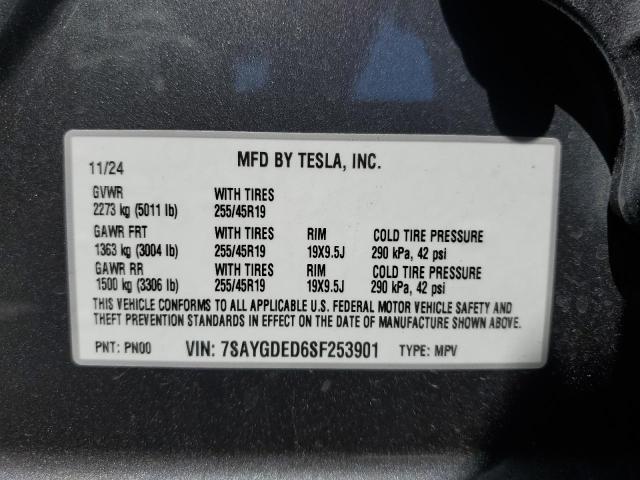 11/24 MFD BY TESLA, INC.
GVWR WITH TIRES
2273 kg (5011 lb) 255/45R19
GAWR FRT WITH TIRES RIM COLD TIRE PRESSURE
1363 kg (3004 lb) 255/45R19 19X9.5J 290 kPa, 42 psi
GAWR RR WITH TIRES RIM COLD TIRE PRESSURE
1500 kg (3306 lb) 255/45R19 19X9.5J 290 kPa, 42 psi
THIS VEHICLE CONFORMS TO ALL APPLICABLE U.S. FEDERAL MOTOR VEHICLE SAFETY AND
THEFT PREVENTION STANDARDS IN EFFECT ON THE DATE OF MANUFACTURE SHOWN ABOVE.
PNT: PN00 VIN: 7SAYGDED6SF253901 TYPE: MPV